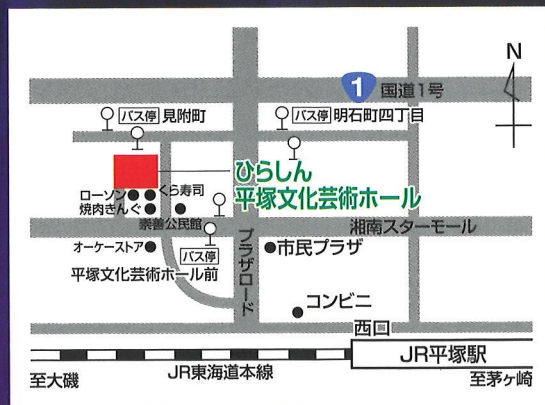 N
1 国道1号
バス停 見附町
バス停 明石町四丁目
ひらしん
平塚文化芸術ホール
ローソン
くら寿司
焼肉きんぐ
崇善公民館
湘南スターモール
オーケーストア
バス停
平塚文化芸術ホール前
プラザロード
市民プラザ
コンビニ
西口
JR平塚駅
JR東海道本線
至大磯
至茅ヶ崎